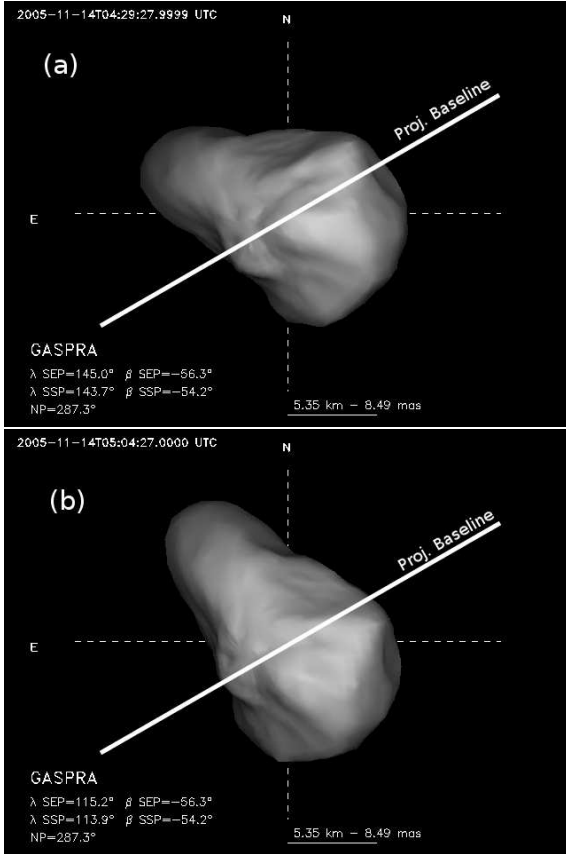 2005-11-14T04:29:27.9999 UTC
N
(a)
Proj. Baseline
E
GASPRA
λ SEP=145.0° β SEP=−56.3°
λ SSP=143.7° β SSP=−54.2°
NP=287.3°
5.35 km − 8.49 mas
2005-11-14T05:04:27.0000 UTC
N
(b)
Proj. Baseline
E
GASPRA
λ SEP=115.2° β SEP=−56.3°
λ SSP=113.9° β SSP=−54.2°
NP=287.3°
5.35 km − 8.49 mas